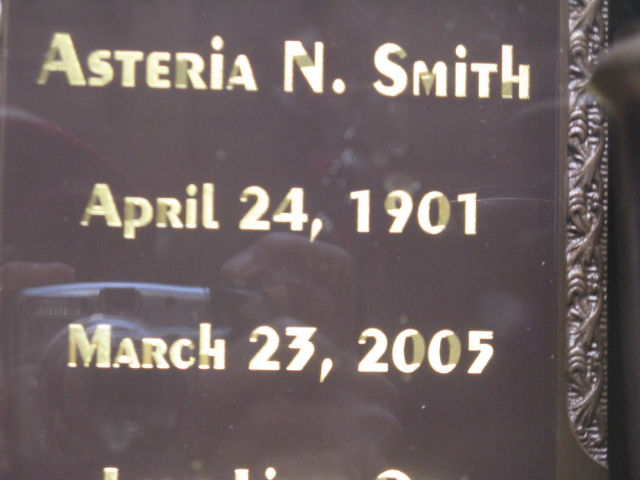 Asteria N. Smith
April 24, 1901
March 23, 2005